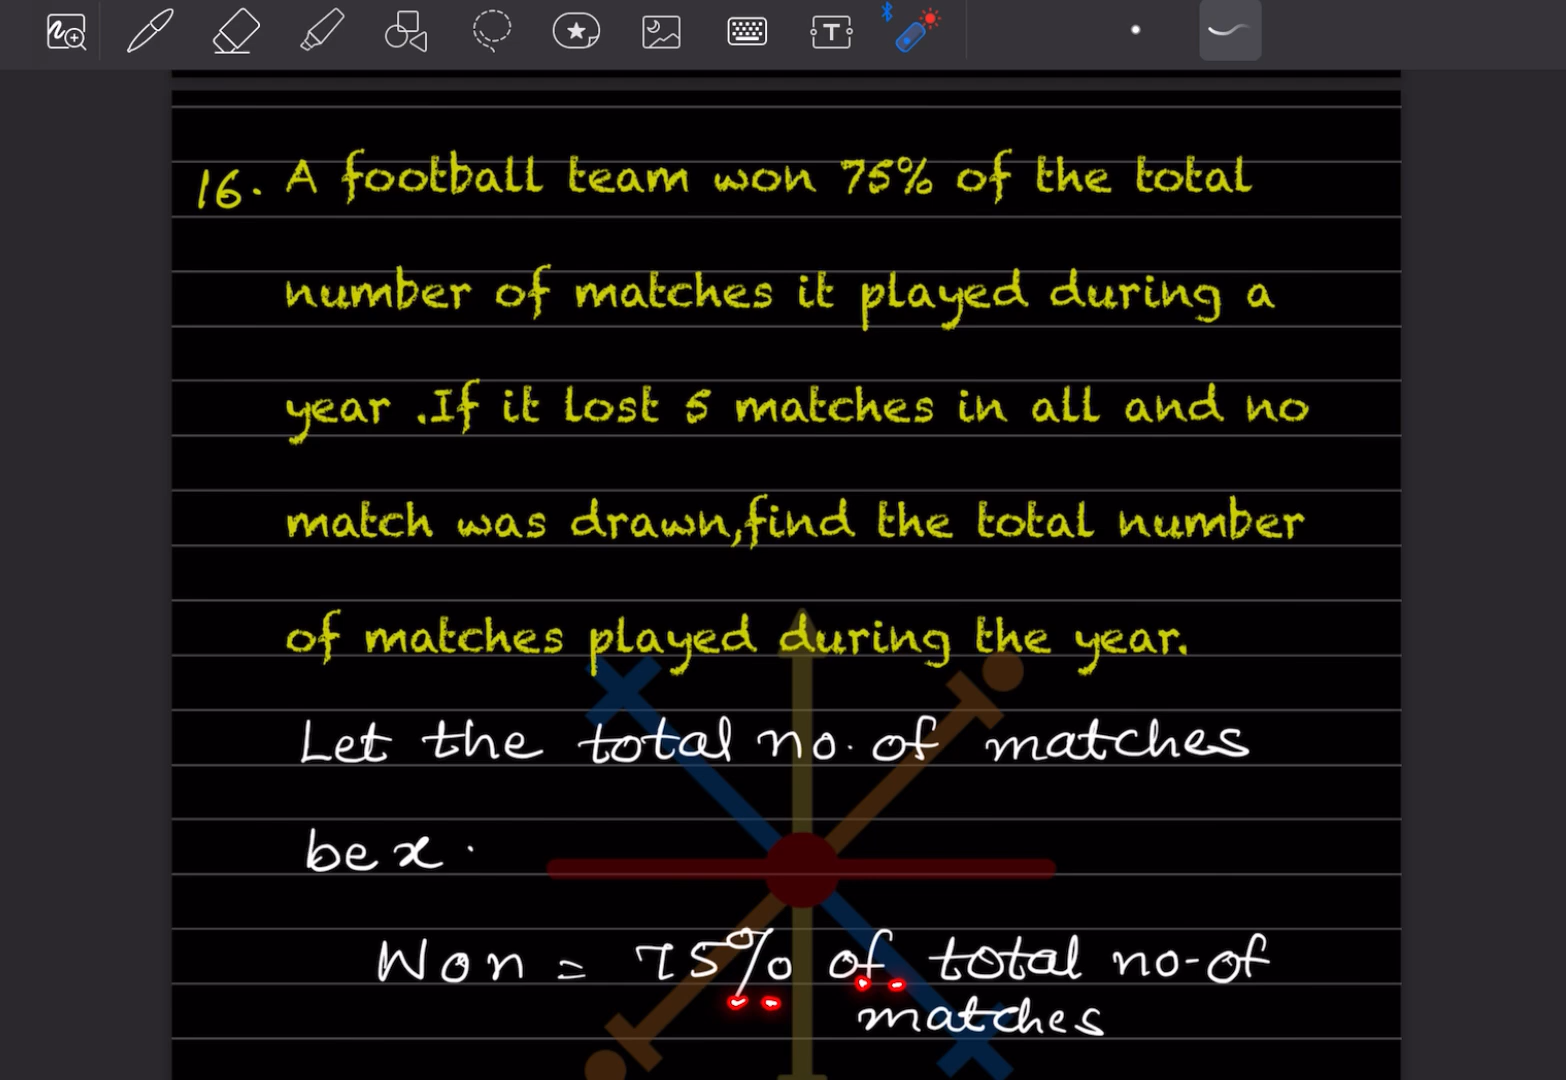 16. A football team won 75% of the total
number of matches it played during a
year .If it lost 5 matches in all and no
match was drawn,find the total number
of matches played during the year.
Let the total no. of matches
be x.
Won = 75% of total no-of
matches